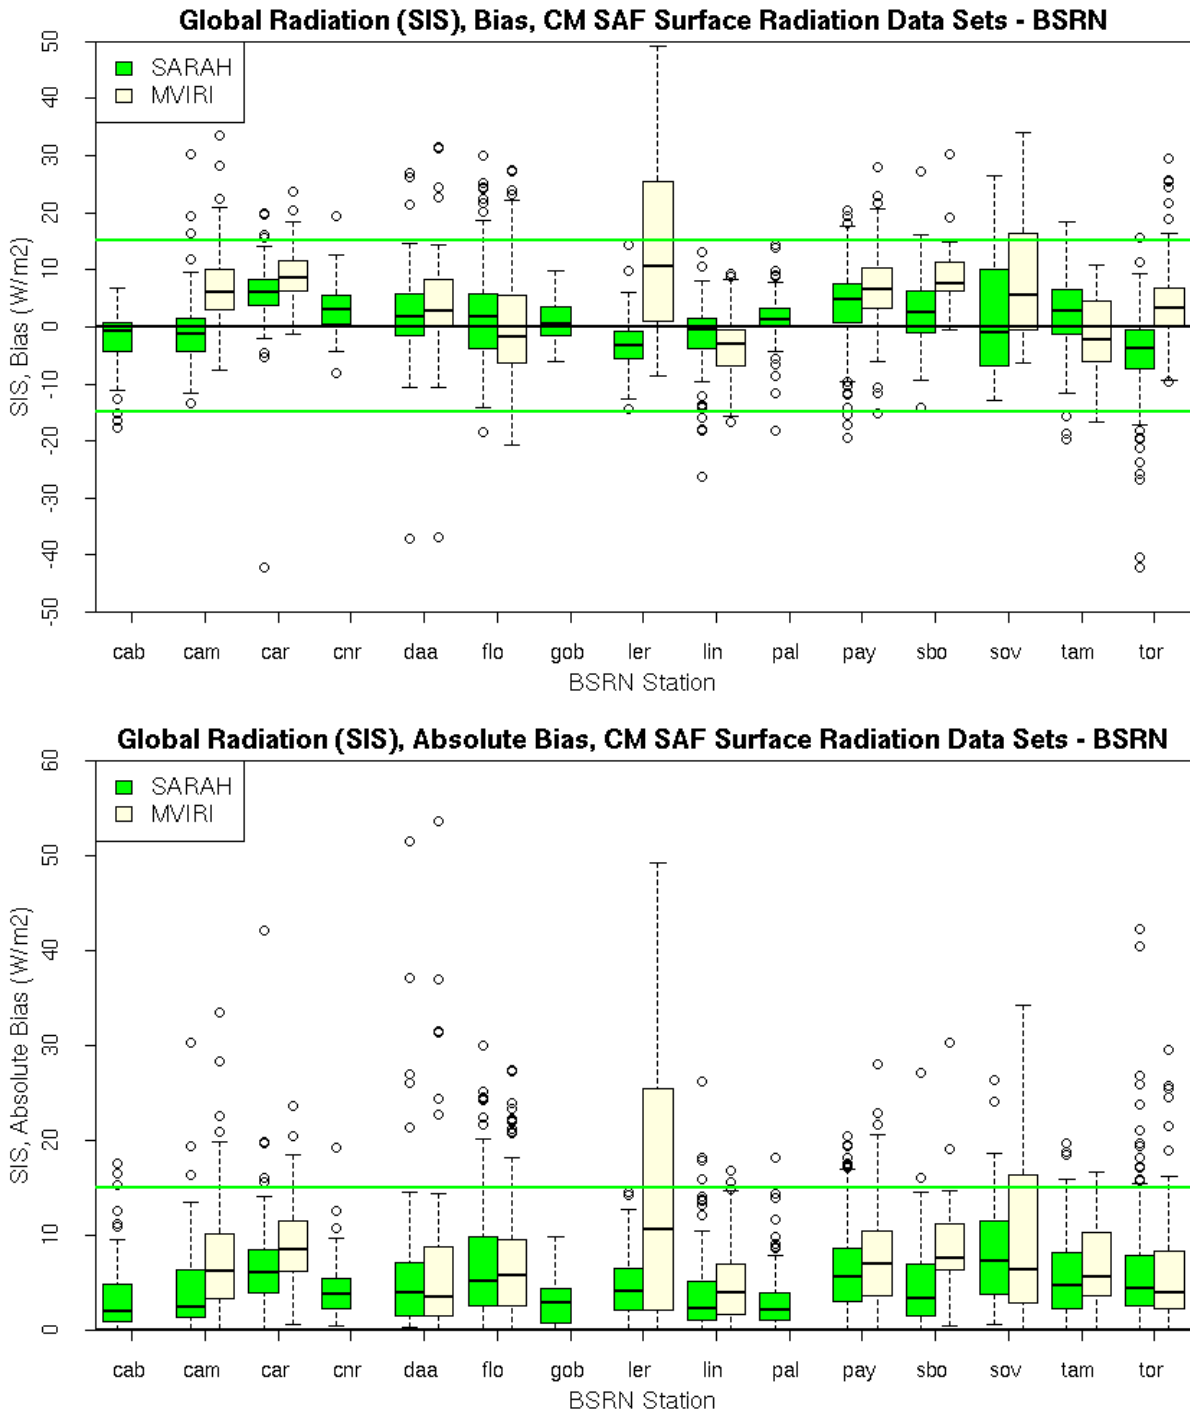 Global Radiation (SIS), Bias, CM SAF Surface Radiation Data Sets - BSRN
SARAH
MVIRI
50
40
30
20
10
0
-10
-20
-30
-40
-50
SIS, Bias (W/m2)
cab cam car cnr daa flo gob ler lin pal pay sbo sov tam tor
BSRN Station
Global Radiation (SIS), Absolute Bias, CM SAF Surface Radiation Data Sets - BSRN
SARAH
MVIRI
60
50
40
30
20
10
0
SIS, Absolute Bias (W/m2)
cab cam car cnr daa flo gob ler lin pal pay sbo sov tam tor
BSRN Station